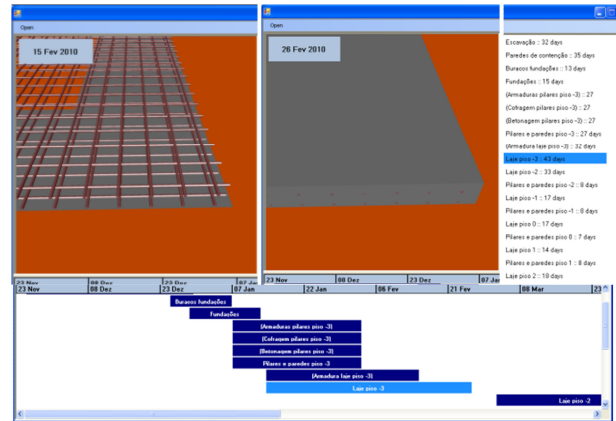 Open
15 Fev 2010
Open
26 Fev 2010
Escavação :: 32 days
Paredes de contenção :: 35 days
Buracos fundações :: 13 days
Fundações :: 15 days
(Armaduras pilares piso -3) :: 27
(Cofragem pilares piso -3) :: 27
(Betonagem pilares piso -3) :: 27
Pilares e paredes piso -3 :: 27 days
(Armadura laje piso -3) :: 32 days
Laje piso -3 :: 43 days
Laje piso -2 :: 33 days
Pilares e paredes piso -2 :: 8 days
Laje piso -1 :: 17 days
Pilares e paredes piso -1 :: 6 days
Laje piso 0 :: 17 days
Pilares e paredes piso 0 :: 7 days
Laje piso 1 :: 14 days
Pilares e paredes piso 1 :: 8 days
Laje piso 2 :: 18 days
23 Nov 08 Dez 23 Dez 07 Jan
23 Nov 08 Dez 23 Dez 07 Jan
23 Nov 08 Dez 23 Dez 07 Jan 22 Jan 06 Fev 21 Fev 08 Mar 23
Buracos fundações
Fundações
(Armaduras pilares piso -3)
(Cofragem pilares piso -3)
(Betonagem pilares piso -3)
Pilares e paredes piso -3
(Armadura laje piso -3)
Laje piso -3
Laje piso -2